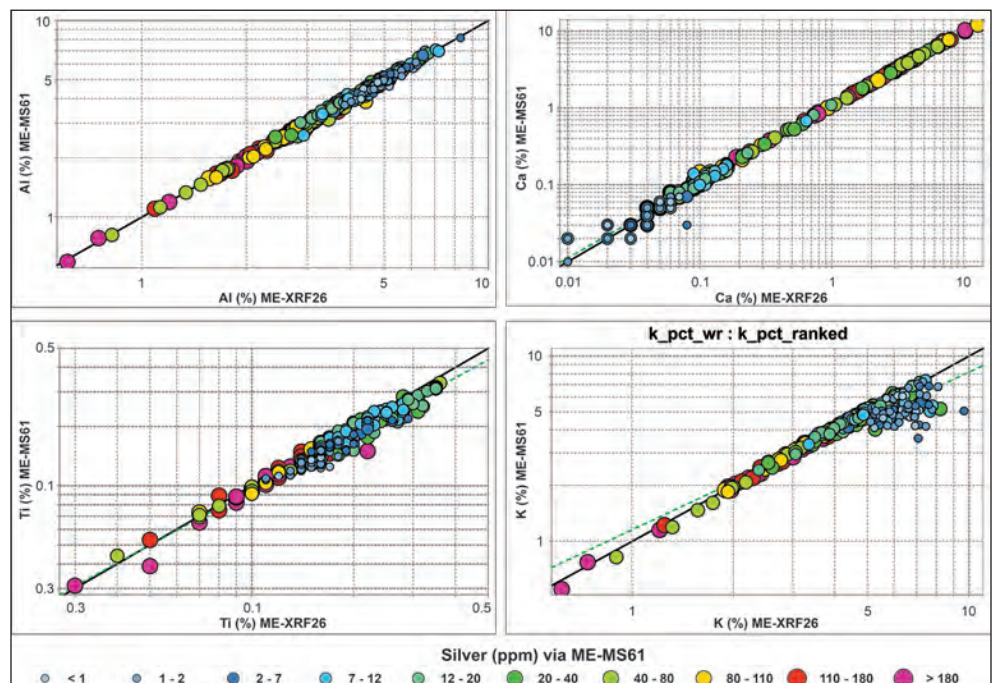 10
5
1
Al (%) ME-MS61
1
2
5
10
Al (%) ME-XRF26
10
1
0.1
0.01
Ca (%) ME-MS61
0.01
0.1
1
10
Ca (%) ME-XRF26
0.5
0.1
0.3
Ti (%) ME-MS61
0.3
0.1
0.5
Ti (%) ME-XRF26
k_pct_wr : k_pct_ranked
10
5
1
K (%) ME-MS61
1
5
10
K (%) ME-XRF26
Silver (ppm) via ME-MS61
< 1 1 - 2 2 - 7 7 - 12 12 - 20 20 - 40 40 - 80 80 - 110 110 - 180 > 180